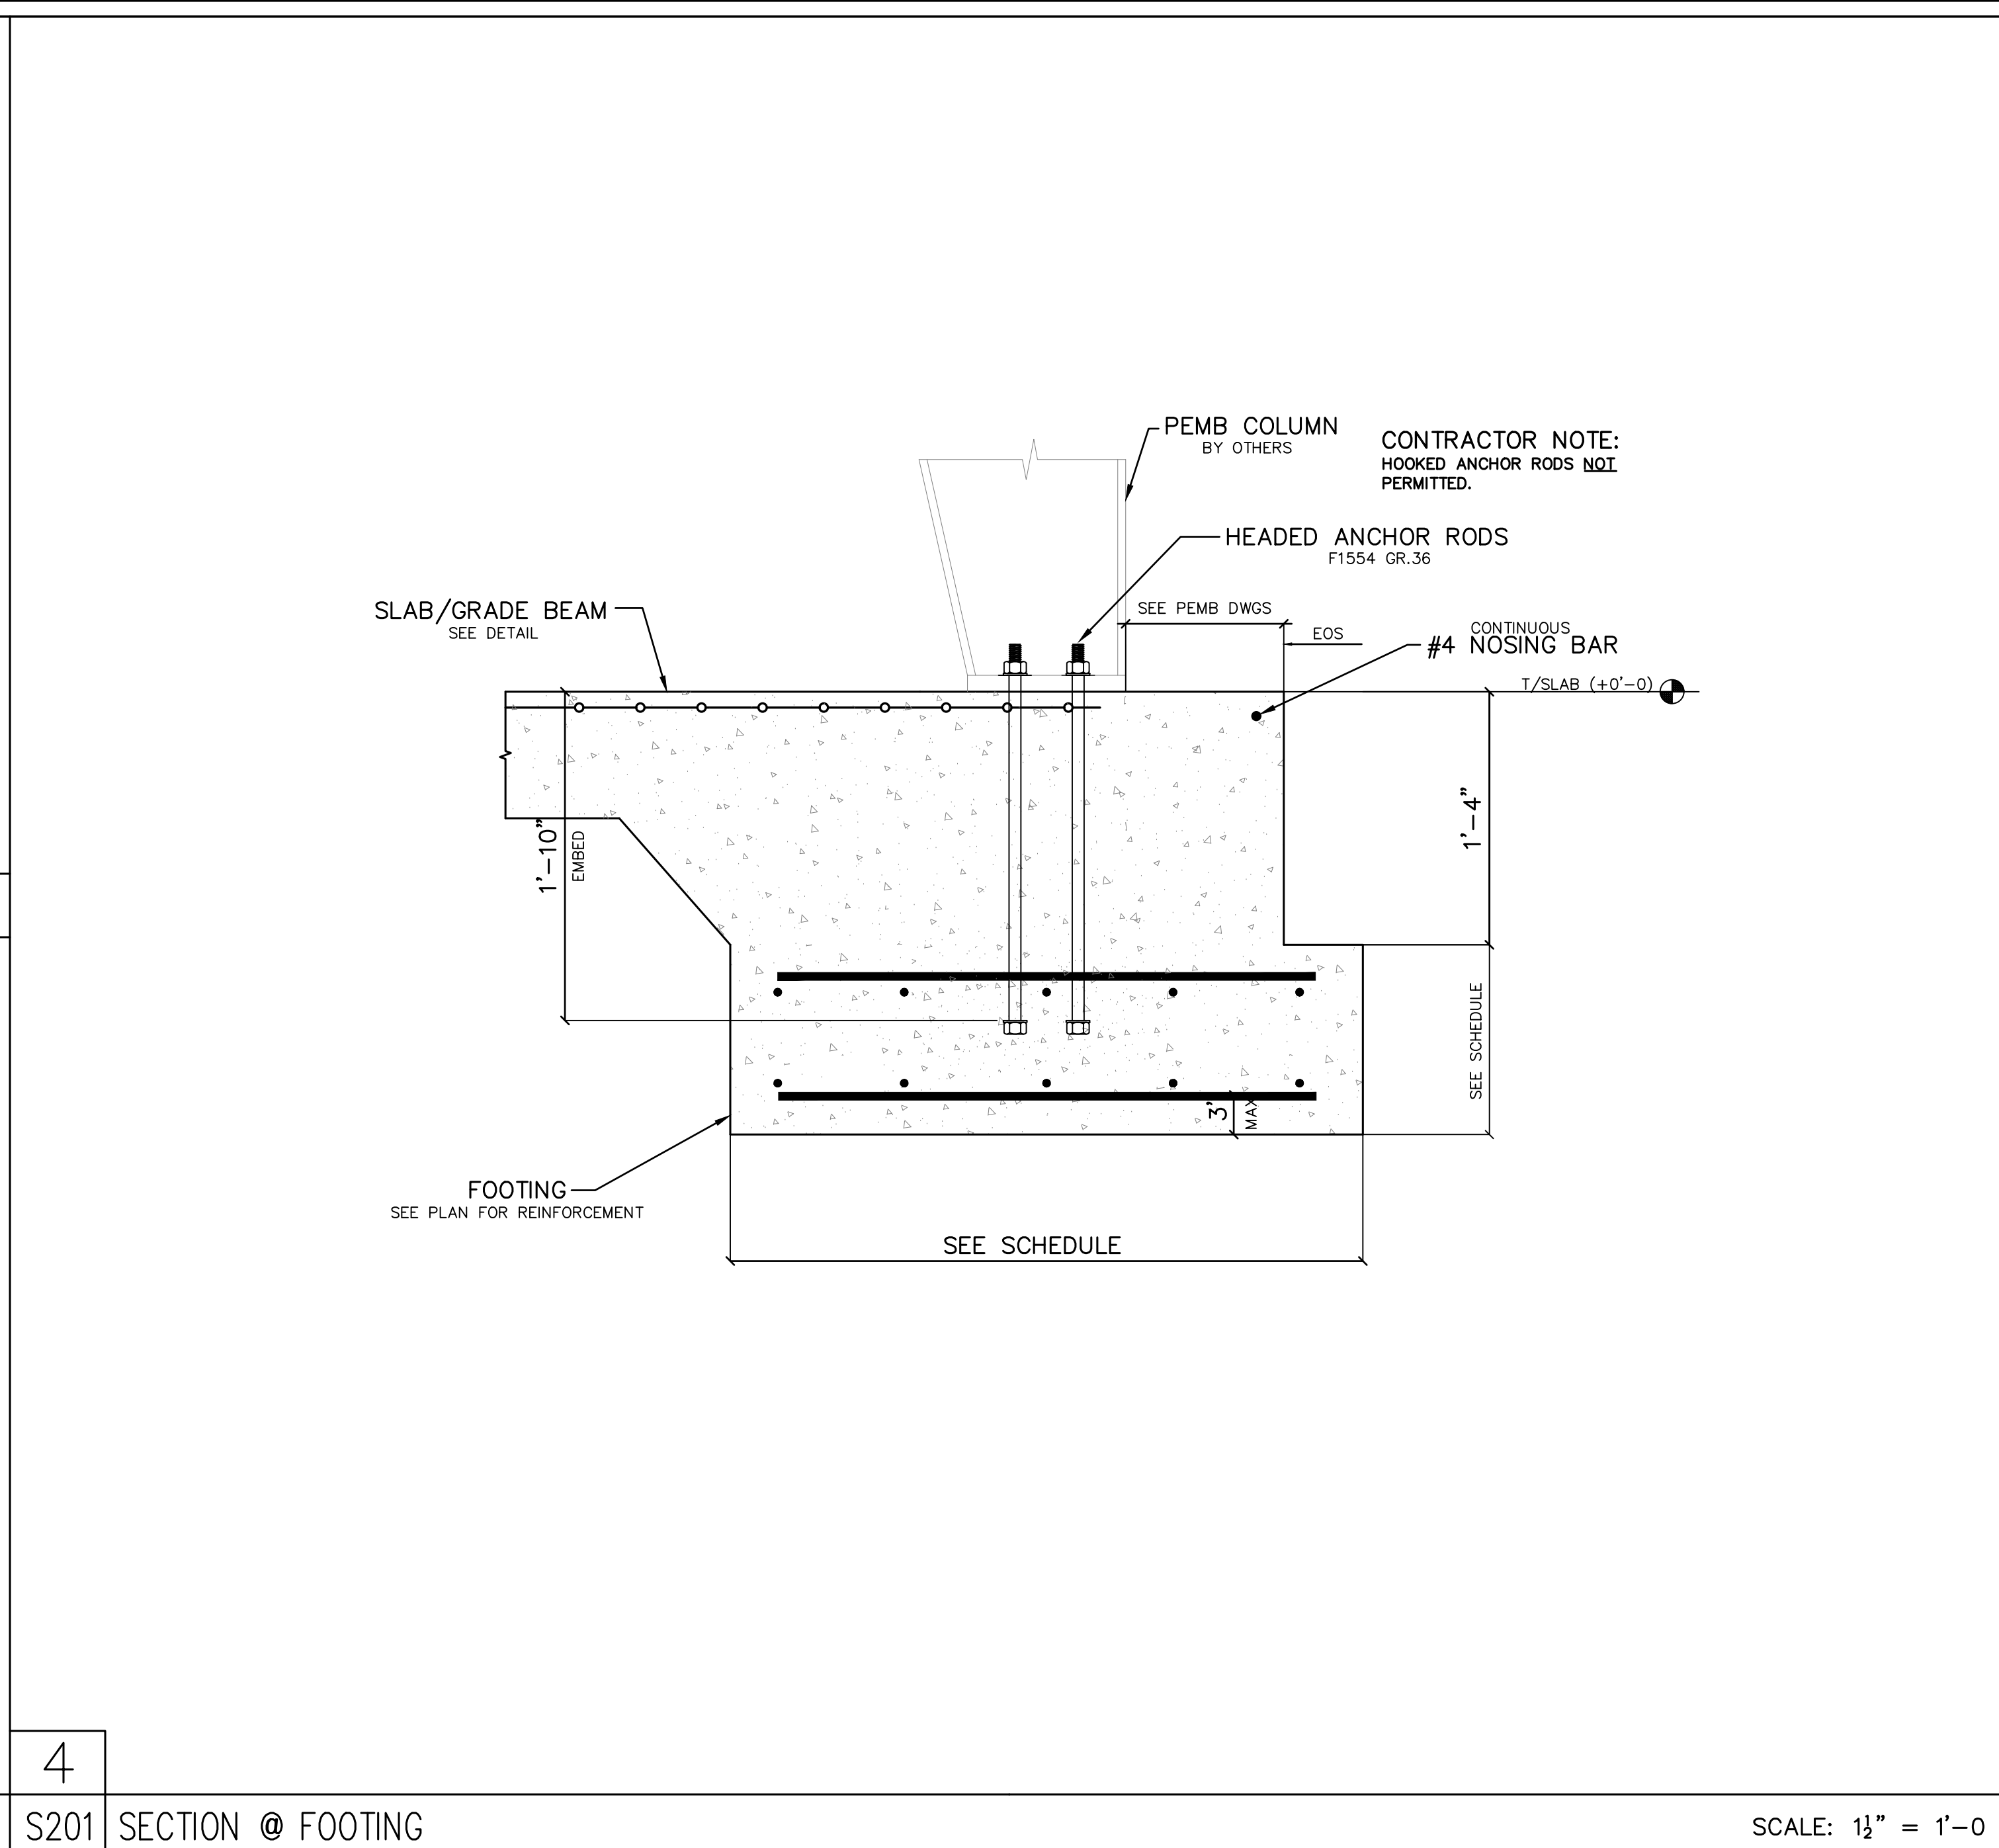 PEMB COLUMN
BY OTHERS
CONTRACTOR NOTE:
HOOKED ANCHOR RODS NOT
PERMITTED.
HEADED ANCHOR RODS
F1554 GR.36
SLAB/GRADE BEAM
SEE DETAIL
SEE PEMB DWGS
EOS
CONTINUOUS
#4 NOSING BAR
T/SLAB (+0'-0)
1'-10"
EMBED
1'-4"
SEE SCHEDULE
3'
MAX
FOOTING
SEE PLAN FOR REINFORCEMENT
SEE SCHEDULE
4
S201
SECTION @ FOOTING
SCALE: 1½" = 1'-0